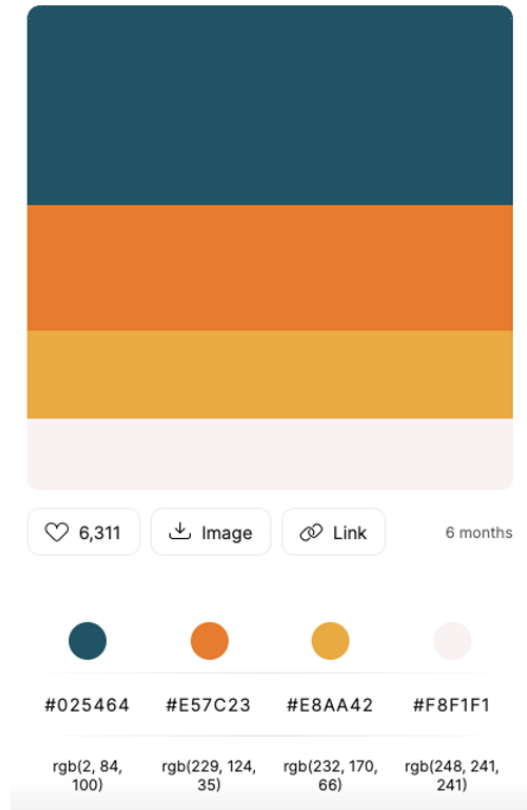 6,311 Image Link 6 months
#025464 #E57C23 #E8AA42 #F8F1F1
rgb(2, 84, 100) rgb(229, 124, 35) rgb(232, 170, 66) rgb(248, 241, 241)